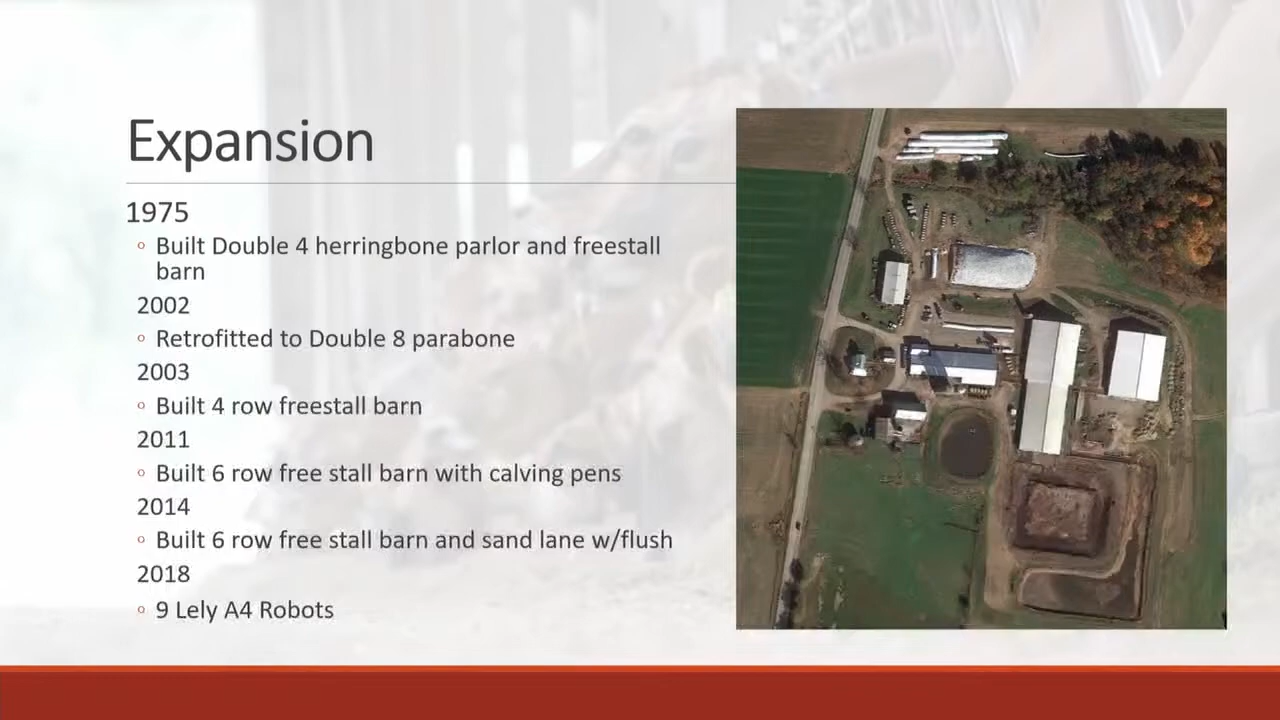 Expansion
1975
◦ Built Double 4 herringbone parlor and freestall
barn
2002
◦ Retrofitted to Double 8 parabone
2003
◦ Built 4 row freestall barn
2011
◦ Built 6 row free stall barn with calving pens
2014
◦ Built 6 row free stall barn and sand lane w/flush
2018
◦ 9 Lely A4 Robots